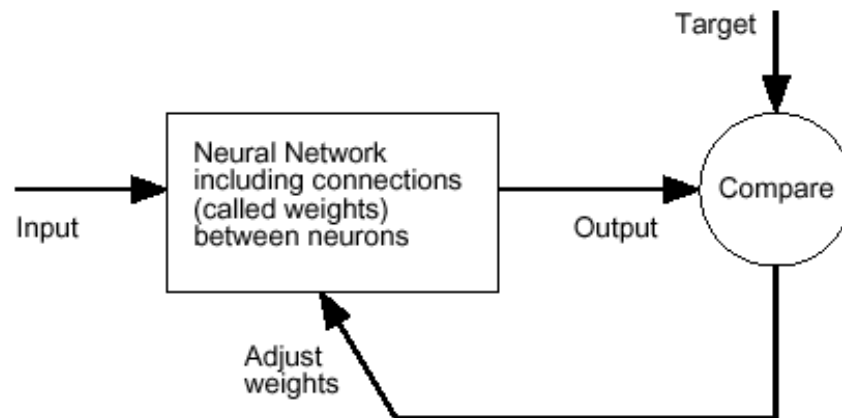 Target
Neural Network
including connections
(called weights)
between neurons
Compare
Input
Output
Adjust
weights